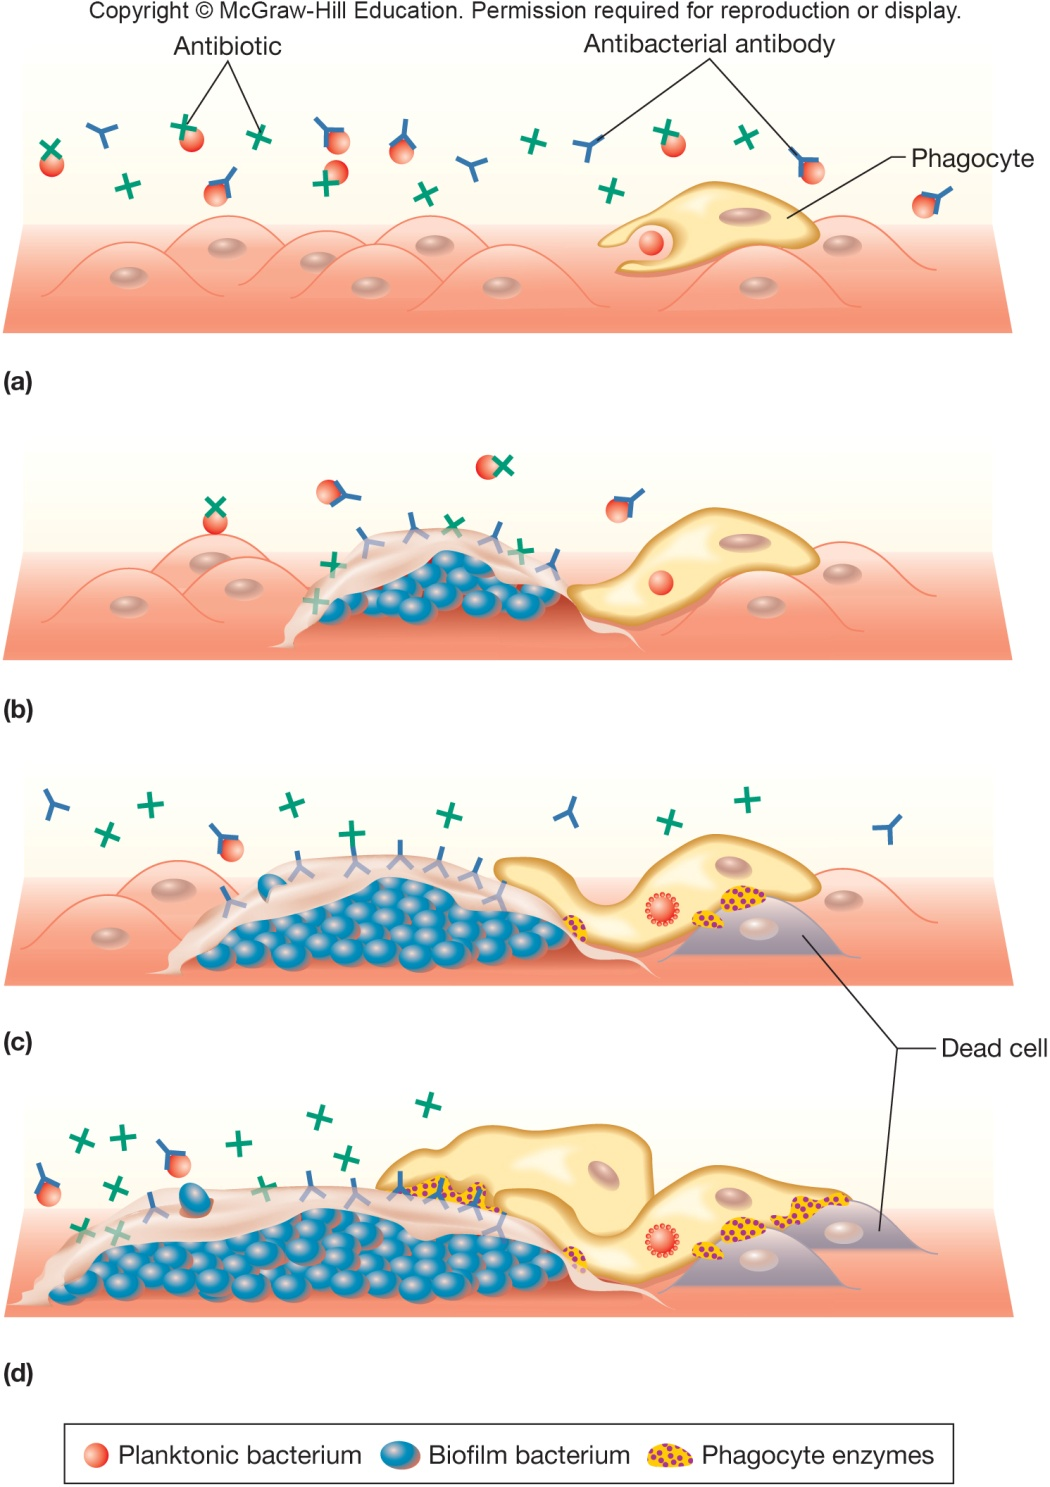 Copyright © McGraw-Hill Education. Permission required for reproduction or display.
Antibiotic
Antibacterial antibody
Phagocyte
(a)
(b)
(c)
Dead cell
(d)
Planktonic bacterium
Biofilm bacterium
Phagocyte enzymes